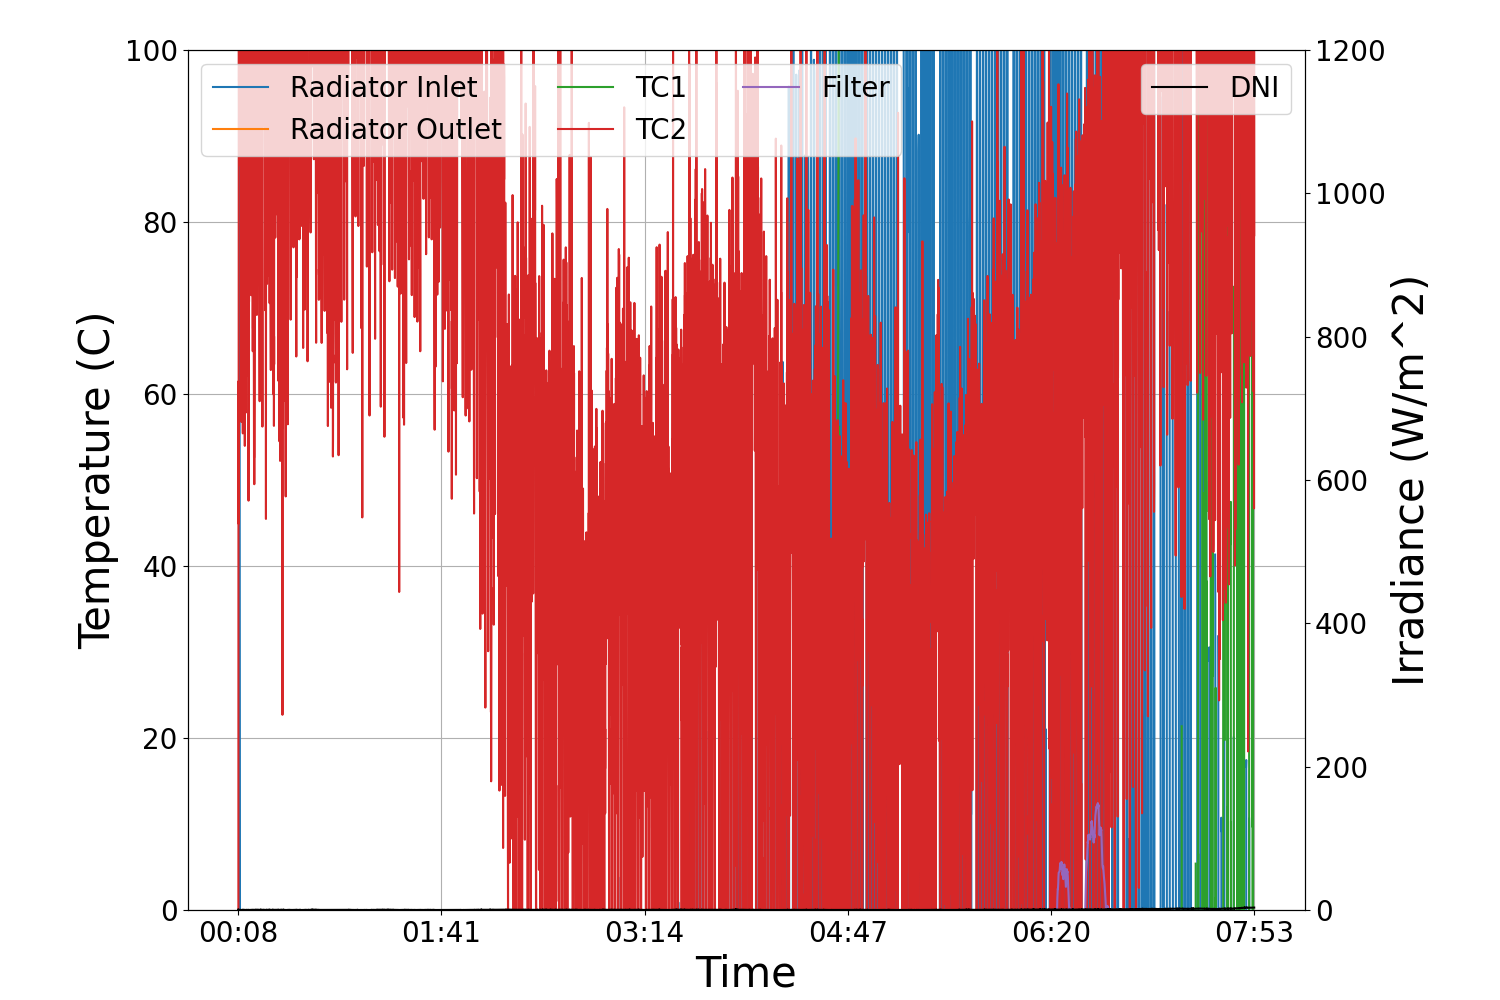 100
80
60
40
20
0
Temperature (C)
Radiator Inlet
Radiator Outlet
TC1
TC2
Filter
DNI
1200
1000
800
600
400
200
0
Irradiance (W/m^2)
00:08 01:41 03:14 04:47 06:20 07:53
Time